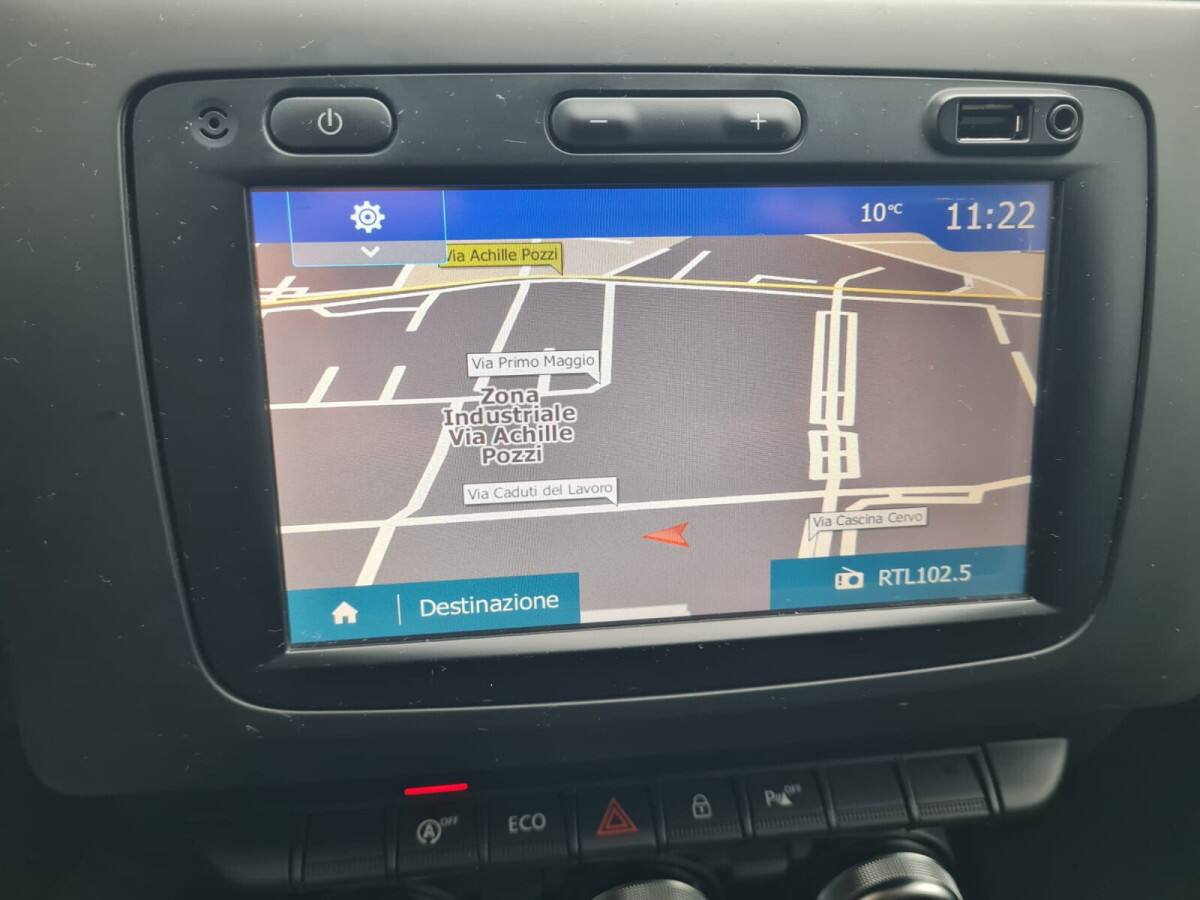 10°C
11:22
Via Achille Pozzi
Via Primo Maggio
Zona
Industriale
Via Achille
Pozzi
Via Caduti del Lavoro
Via Cascina Cervo
Destinazione
RTL102.5
A OFF
ECO
P OFF